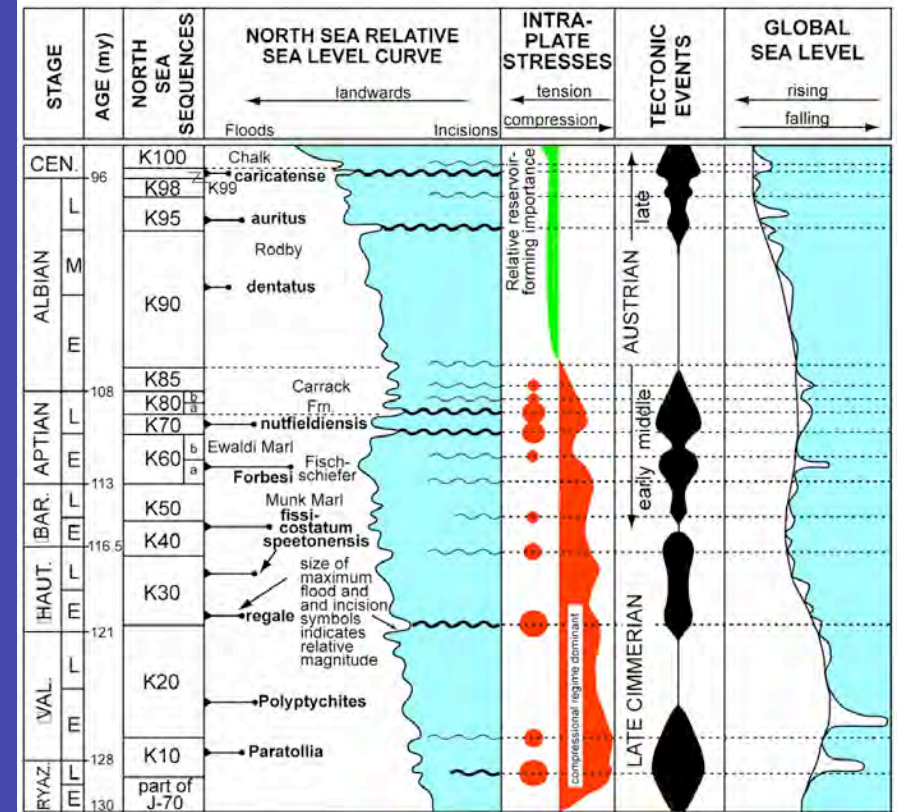 STAGE
AGE (my)
NORTH
SEA
SEQUENCES
NORTH SEA RELATIVE
SEA LEVEL CURVE
landwards
Floods
Incisions
INTRA-
PLATE
STRESSES
tension
compression
TECTONIC
EVENTS
GLOBAL
SEA LEVEL
rising
falling
CEN.
ALBIAN
L
M
E
APTIAN
L
E
BAR.
L
E
HAUT.
L
E
VAL.
L
E
RYAZ.
L
E
96
108
113
116.5
121
128
130
K100
K98
K99
K95
K90
K85
K80
b
a
K70
K60
b
a
K50
K40
K30
K20
K10
part of
J-70
Chalk
caricatense
auritus
Rodby
dentatus
Carrack
Fm.
nutfieldiensis
Ewaldi Marl
Forbesi
Fisch-
schiefer
Munk Marl
fissi-
costatum
speetonensis
size of
maximum
flood and
and incision
symbols
indicates
relative
magnitude
regale
Polyptychites
Paratollia
Relative reservoir-
forming importance
compressional regime dominant
late
AUSTRIAN
middle
early
LATE CIMMERIAN